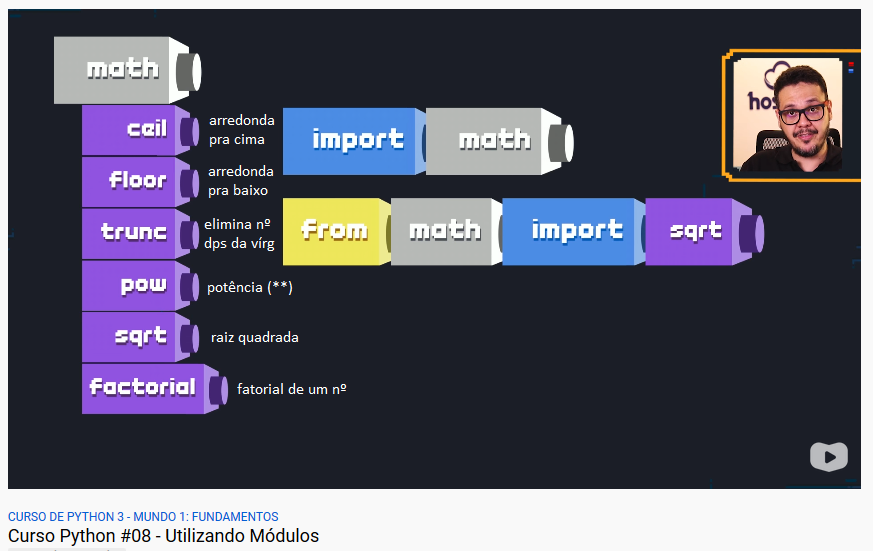 math
ceil
arredonda
pra cima
floor
arredonda
pra baixo
trunc
elimina nº
dps da vírg
pow
potência (**)
sqrt
raiz quadrada
factorial
fatorial de um nº
import math
from math import sqrt
hos
CURSO DE PYTHON 3 - MUNDO 1: FUNDAMENTOS
Curso Python #08 - Utilizando Módulos